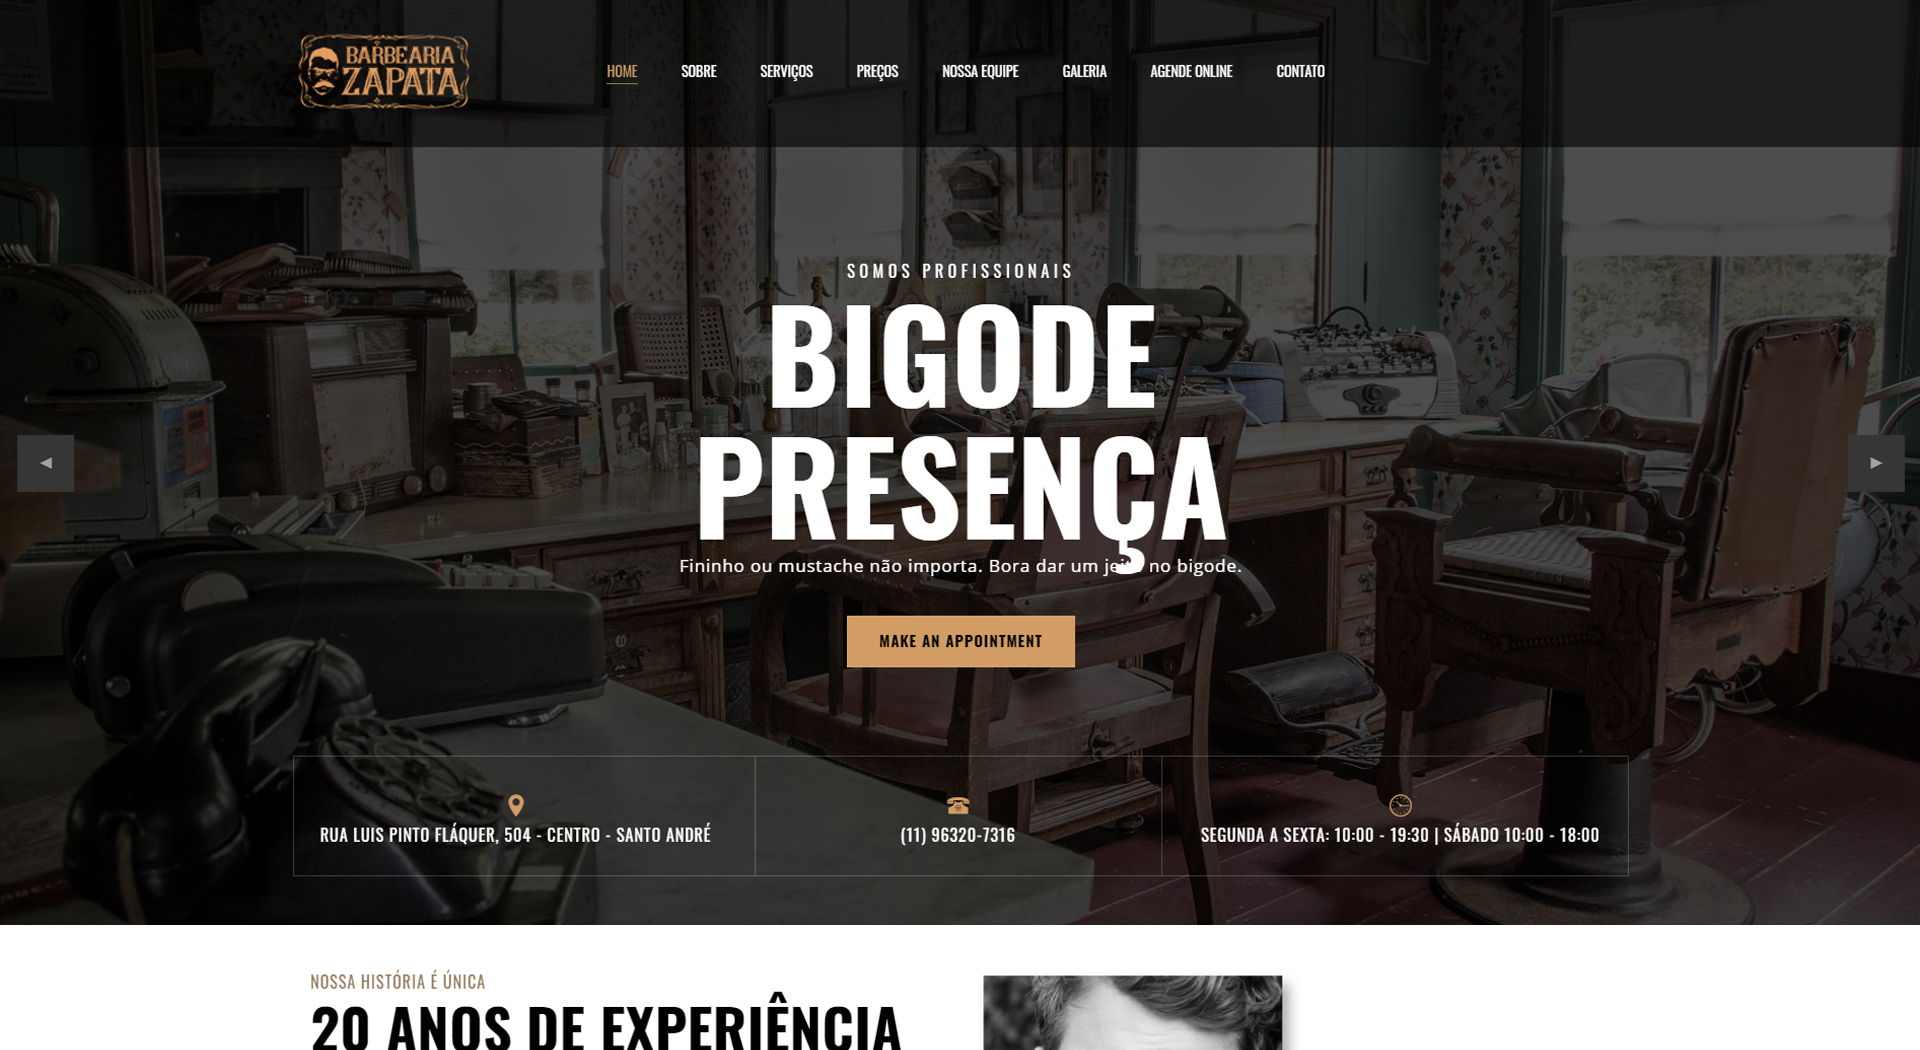 BARBEARIA
ZAPATA
HOME SOBRE SERVIÇOS PREÇOS NOSSA EQUIPE GALERIA AGENDE ONLINE CONTATO
SOMOS PROFISSIONAIS
BIGODE
PRESENÇA
Fininho ou mustache não importa. Bora dar um jeito no bigode.
MAKE AN APPOINTMENT
RUA LUIS PINTO FLÁQUER, 504 - CENTRO - SANTO ANDRÉ
(11) 96320-7316
SEGUNDA A SEXTA: 10:00 - 19:30 | SÁBADO 10:00 - 18:00
NOSSA HISTÓRIA É ÚNICA
20 ANOS DE EXPERIÊNCIA